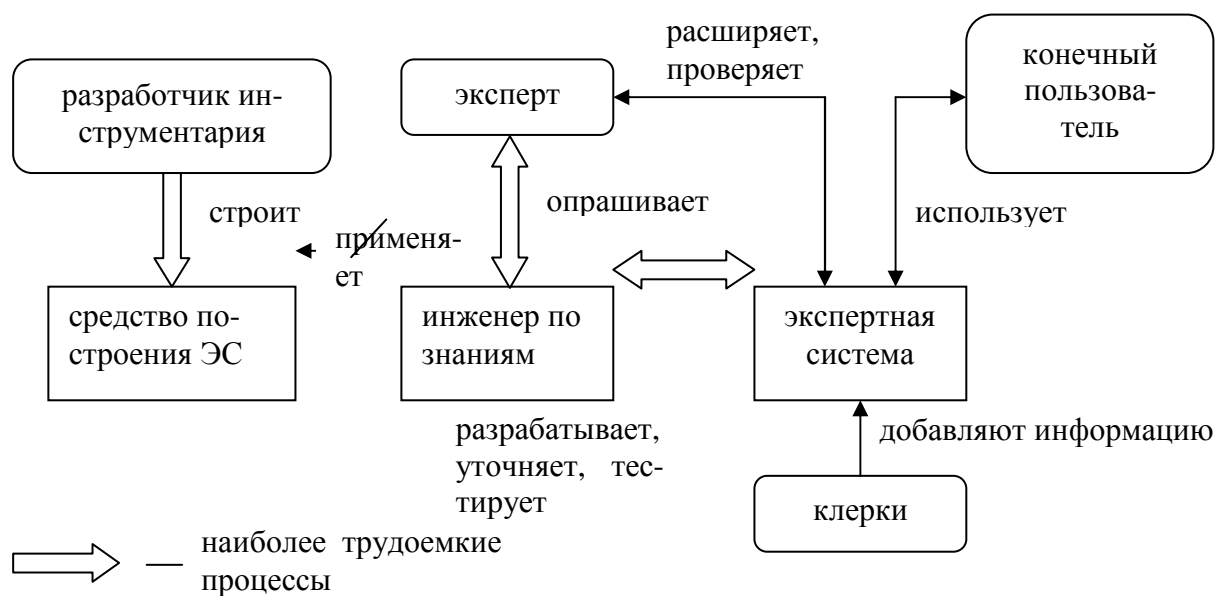 разработчик ин-
струментария
эксперт
расширяет,
проверяет
конечный
пользова-
тель
строит
применя-
ет
опрашивает
использует
средство по-
строения ЭС
инженер по
знаниям
экспертная
система
разрабатывает,
уточняет, тес-
тирует
добавляют информацию
клерки
— наиболее трудоемкие
процессы